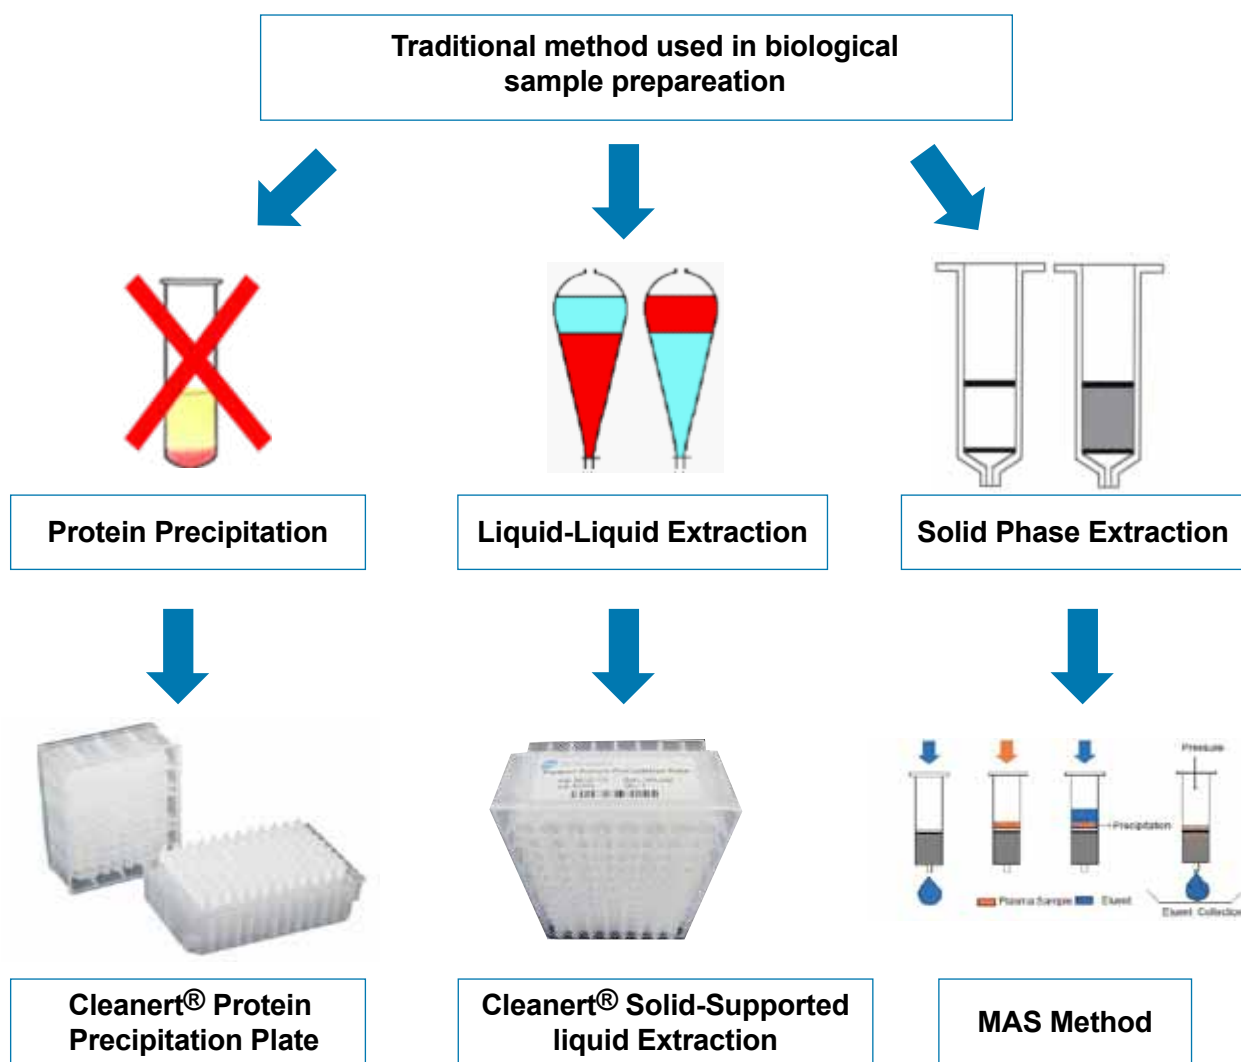 Traditional method used in biological
sample prepareation
Protein Precipitation
Liquid-Liquid Extraction
Solid Phase Extraction
Pressure
Precipitation
Plasma Sample
Eluent
Eluent Collection
Cleanert® Protein
Precipitation Plate
Cleanert® Solid-Supported
liquid Extraction
MAS Method